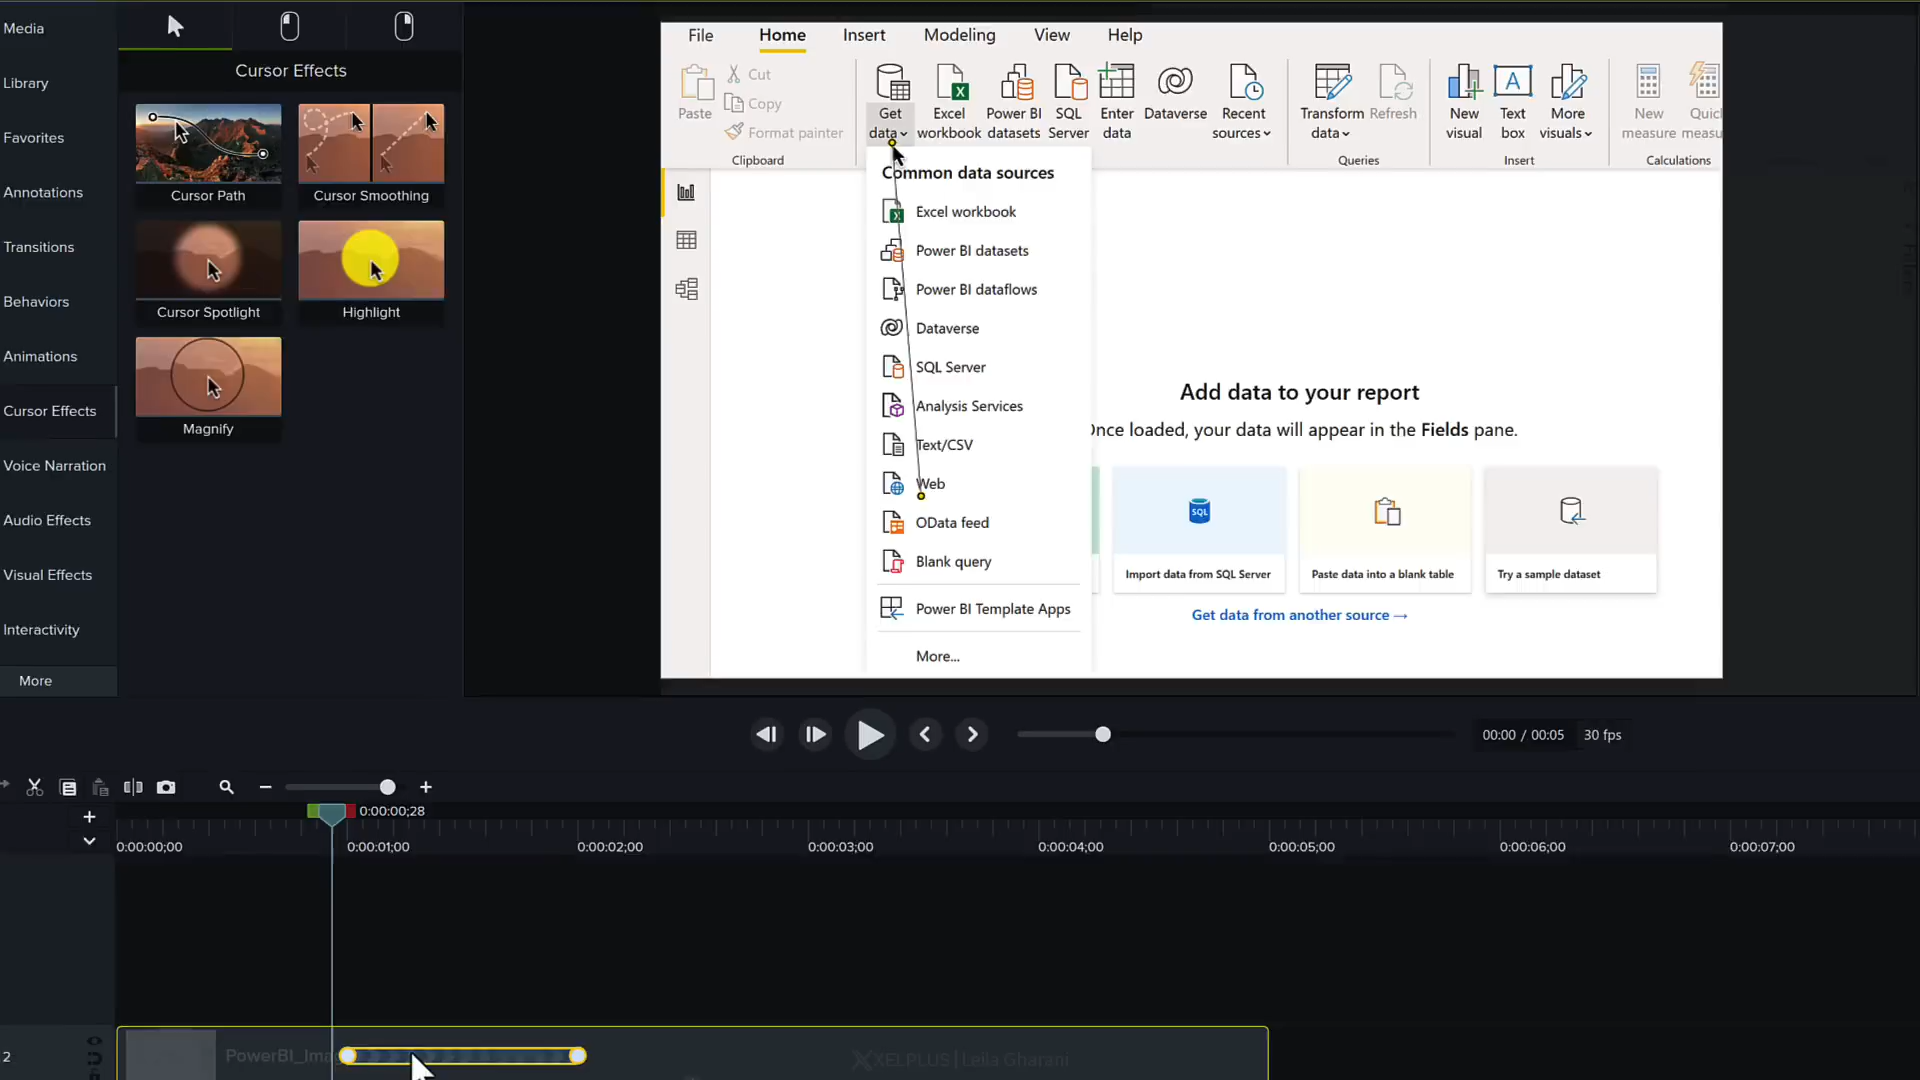 Media
Library
Favorites
Annotations
Transitions
Behaviors
Animations
Cursor Effects
Voice Narration
Audio Effects
Visual Effects
Interactivity
More
Cursor Effects
Cursor Path
Cursor Smoothing
Cursor Spotlight
Highlight
Magnify
File Home Insert Modeling View Help
Paste
Cut
Copy
Format painter
Clipboard
Get data
Excel workbook
Power BI datasets
SQL Server
Enter data
Dataverse
Recent sources
Transform data
Refresh
Queries
New visual
Text box
More visuals
Insert
New measure
Quick
Calculations
Common data sources
Excel workbook
Power BI datasets
Power BI dataflows
Dataverse
SQL Server
Analysis Services
Text/CSV
Web
OData feed
Blank query
Power BI Template Apps
More...
Add data to your report
Once loaded, your data will appear in the Fields pane.
SQL
Import data from SQL Server
Paste data into a blank table
Try a sample dataset
Get data from another source →
00:00 / 00:05 30 fps
0:00:00;28
0:00:00;00 0:00:01;00 0:00:02;00 0:00:03;00 0:00:04;00 0:00:05;00 0:00:06;00 0:00:07;00
2
XELPLUS | Leila Gharani